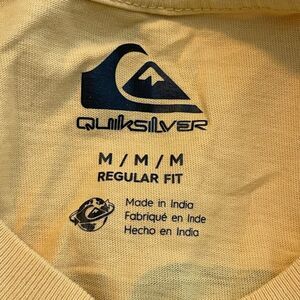 QUIKSILVER
M / M / M
REGULAR FIT
Made in India
Fabriqué en Inde
Hecho en India